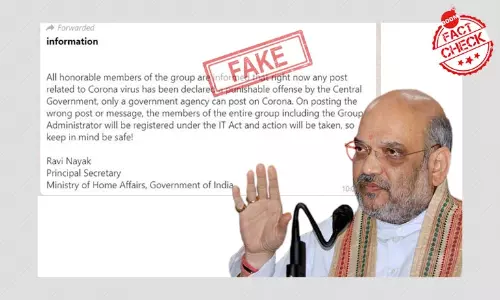 Forwarded
information
All honorable members of the group are informed that right now any post
related to Corona virus has been declared punishable offense by the Central
Government, only a government agency can post on Corona. On posting the
wrong post or message, the members of the entire group including the Group
Administrator will be registered under the IT Act and action will be taken, so
keep in mind be safe!
Ravi Nayak
Principal Secretary
Ministry of Home Affairs, Government of India
FAKE
100%
FACT
CHECK